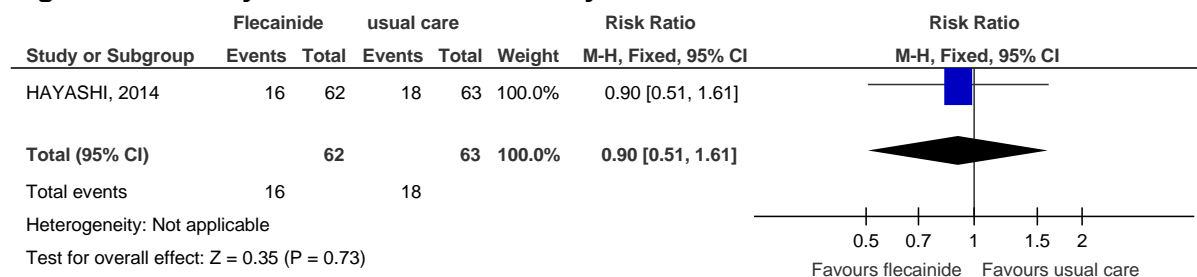 Flecainide usual care Risk Ratio Risk Ratio
Study or Subgroup Events Total Events Total Weight M-H, Fixed, 95% CI M-H, Fixed, 95% CI
HAYASHI, 2014 16 62 18 63 100.0% 0.90 [0.51, 1.61]
Total (95% CI) 62 63 100.0% 0.90 [0.51, 1.61]
Total events 16 18
Heterogeneity: Not applicable
Test for overall effect: Z = 0.35 (P = 0.73)
0.5 0.7 1 1.5 2
Favours flecainide Favours usual care